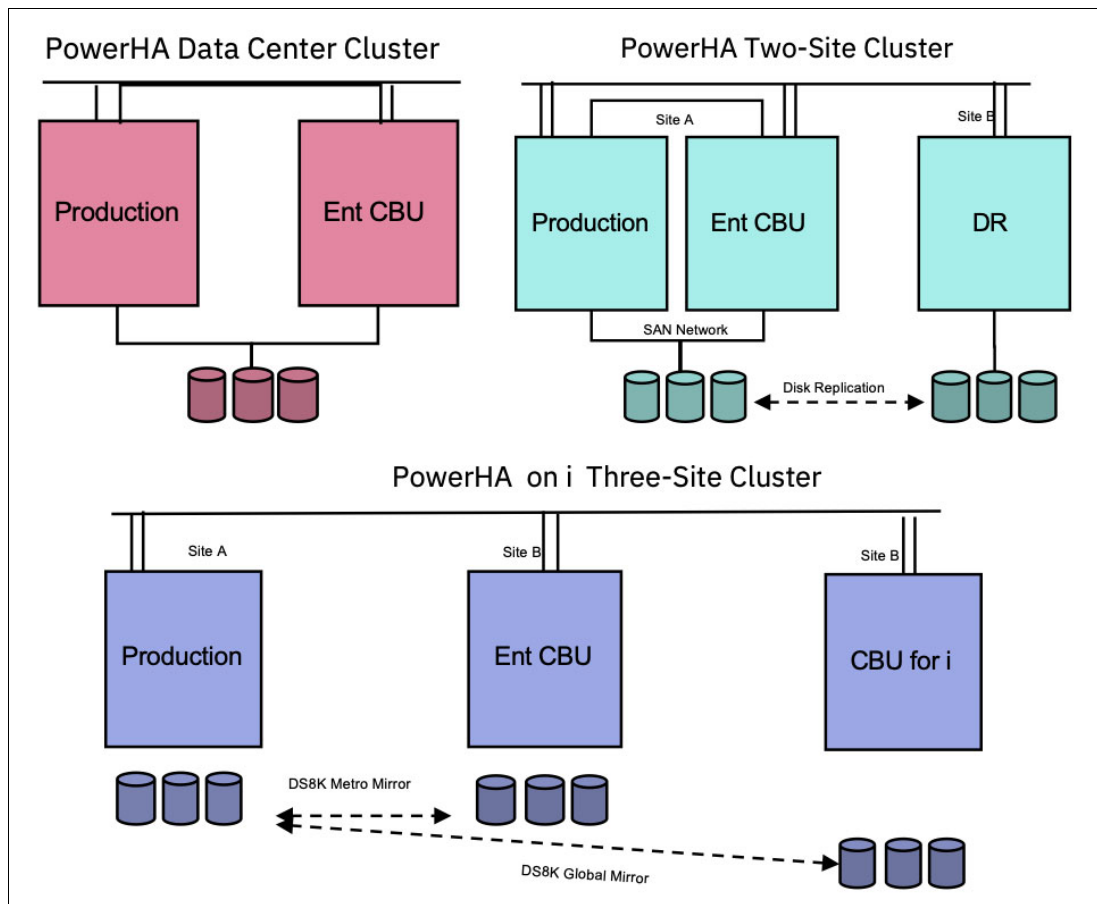 PowerHA Data Center Cluster
PowerHA Two-Site Cluster
Production
Ent CBU
Site A
Site B
Production
Ent CBU
DR
SAN Network
Disk Replication
PowerHA on i Three-Site Cluster
Site A
Site B
Site B
Production
Ent CBU
CBU for i
DS8K Metro Mirror
DS8K Global Mirror